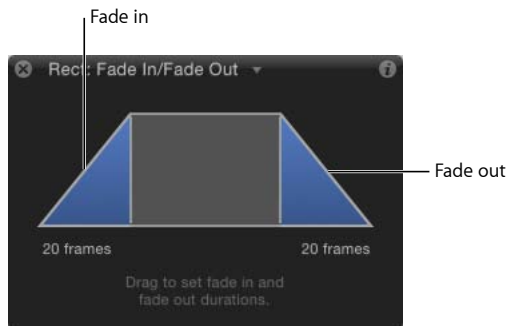 Fade in
Rect: Fade In/Fade Out
Fade out
20 frames
20 frames
Drag to set fade in and
fade out durations.